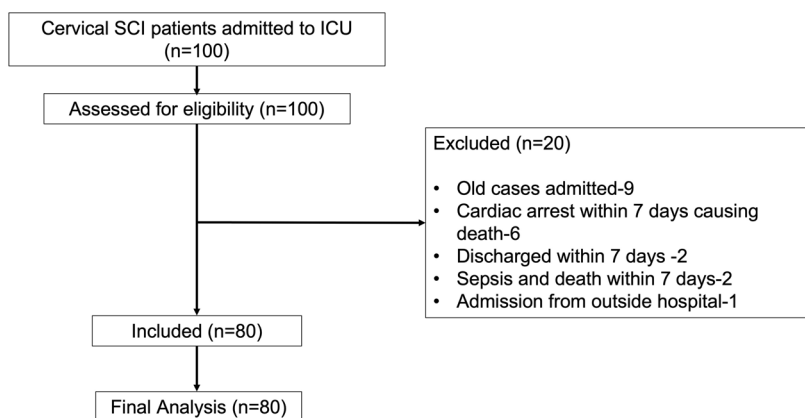 Cervical SCI patients admitted to ICU
(n=100)
Assessed for eligibility (n=100)
Excluded (n=20)
• Old cases admitted-9
• Cardiac arrest within 7 days causing
death-6
• Discharged within 7 days -2
• Sepsis and death within 7 days-2
• Admission from outside hospital-1
Included (n=80)
Final Analysis (n=80)